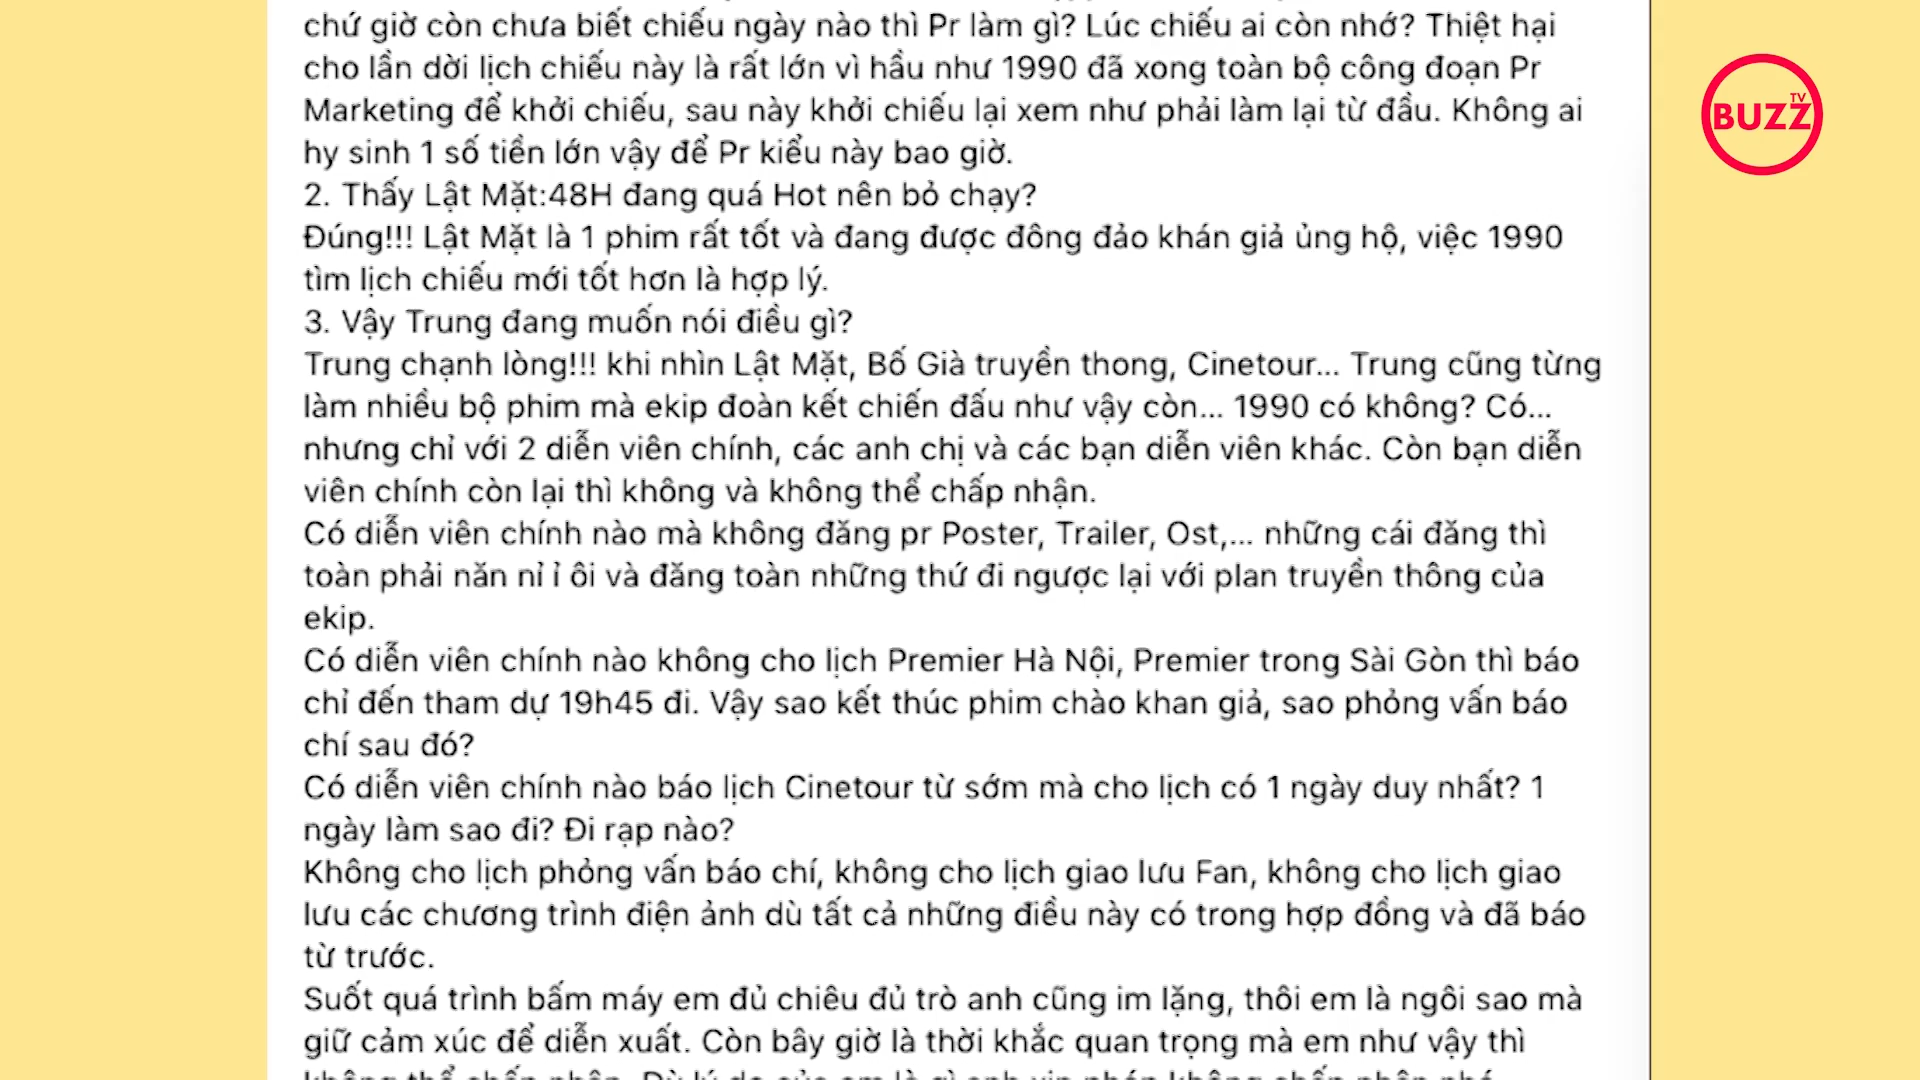 chứ giờ còn chưa biết chiếu ngày nào thì Pr làm gì? Lúc chiếu ai còn nhớ? Thiệt hại
cho lần dời lịch chiếu này là rất lớn vì hầu như 1990 đã xong toàn bộ công đoạn Pr
Marketing để khởi chiếu, sau này khởi chiếu lại xem như phải làm lại từ đầu. Không ai
hy sinh 1 số tiền lớn vậy để Pr kiểu này bao giờ.
2. Thấy Lật Mặt:48H đang quá Hot nên bỏ chạy?
Đúng!!! Lật Mặt là 1 phim rất tốt và đang được đông đảo khán giả ủng hộ, việc 1990
tìm lịch chiếu mới tốt hơn là hợp lý.
3. Vậy Trung đang muốn nói điều gì?
Trung chạnh lòng!!! khi nhìn Lật Mặt, Bố Già truyền thong, Cinetour... Trung cũng từng
làm nhiều bộ phim mà ekip đoàn kết chiến đấu như vậy còn... 1990 có không? Có...
nhưng chỉ với 2 diễn viên chính, các anh chị và các bạn diễn viên khác. Còn bạn diễn
viên chính còn lại thì không và không thể chấp nhận.
Có diễn viên chính nào mà không đăng pr Poster, Trailer, Ost,... những cái đăng thì
toàn phải năn nỉ ỉ ôi và đăng toàn những thứ đi ngược lại với plan truyền thông của
ekip.
Có diễn viên chính nào không cho lịch Premier Hà Nội, Premier trong Sài Gòn thì báo
chỉ đến tham dự 19h45 đi. Vậy sao kết thúc phim chào khan giả, sao phỏng vấn báo
chí sau đó?
Có diễn viên chính nào báo lịch Cinetour từ sớm mà cho lịch có 1 ngày duy nhất? 1
ngày làm sao đi? Đi rạp nào?
Không cho lịch phỏng vấn báo chí, không cho lịch giao lưu Fan, không cho lịch giao
lưu các chương trình điện ảnh dù tất cả những điều này có trong hợp đồng và đã báo
từ trước.
Suốt quá trình bấm máy em đủ chiêu đủ trò anh cũng im lặng, thôi em là ngôi sao mà
giữ cảm xúc để diễn xuất. Còn bây giờ là thời khắc quan trọng mà em như vậy thì
không thể chấp nhận. Dù lý do của em là gì anh xin phép không chấp nhận nhé.
BUZZ TV